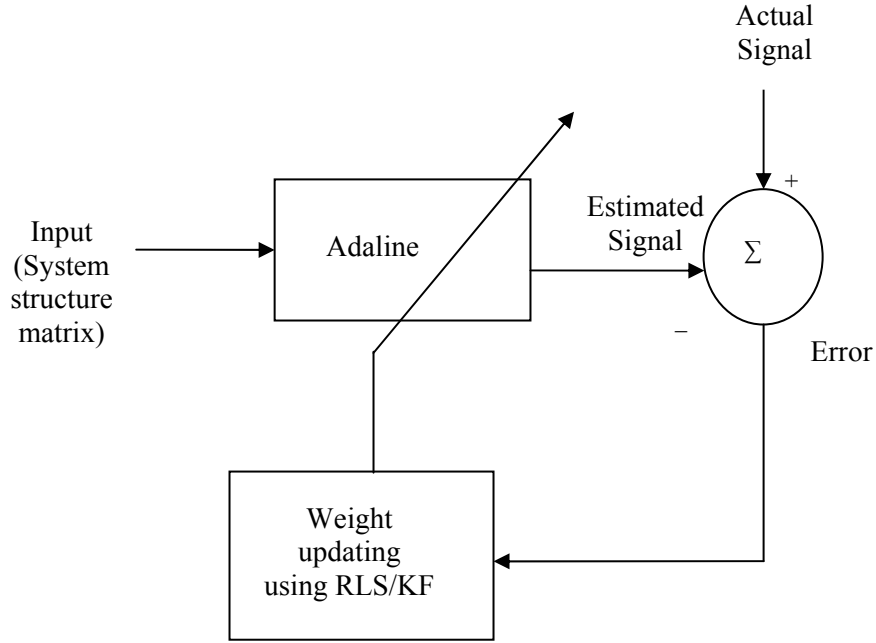 Actual
Signal
+
Estimated
Signal
Input
(System
structure
matrix)
Adaline
∑
−
Error
Weight
updating
using RLS/KF